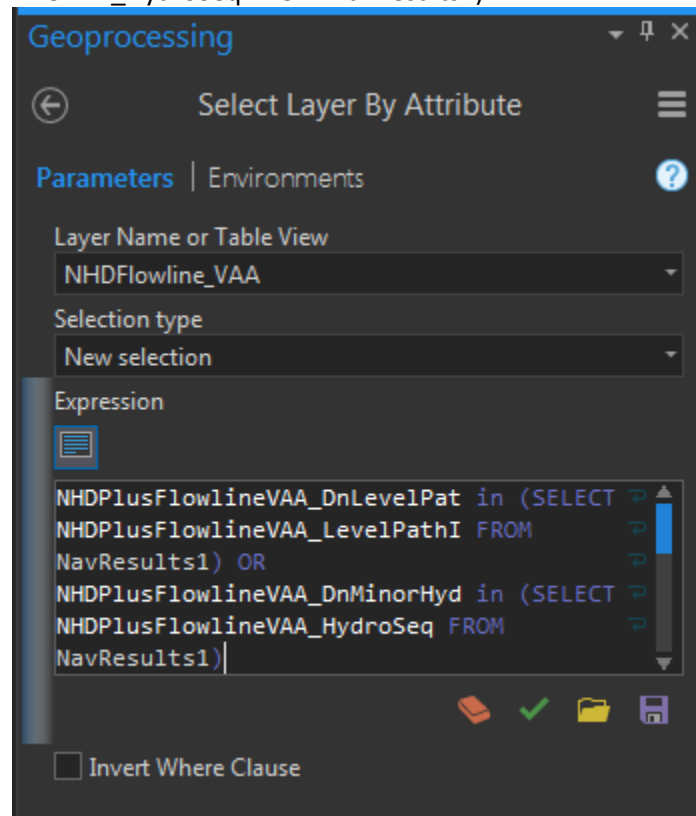 Geoprocessing
Select Layer By Attribute
Parameters | Environments
Layer Name or Table View
NHDFlowline_VAA
Selection type
New selection
Expression
NHDPlusFlowlineVAA_DnLevelPat in (SELECT
NHDPlusFlowlineVAA_LevelPathI FROM
NavResults1) OR
NHDPlusFlowlineVAA_DnMinorHyd in (SELECT
NHDPlusFlowlineVAA_HydroSeq FROM
NavResults1)
Invert Where Clause